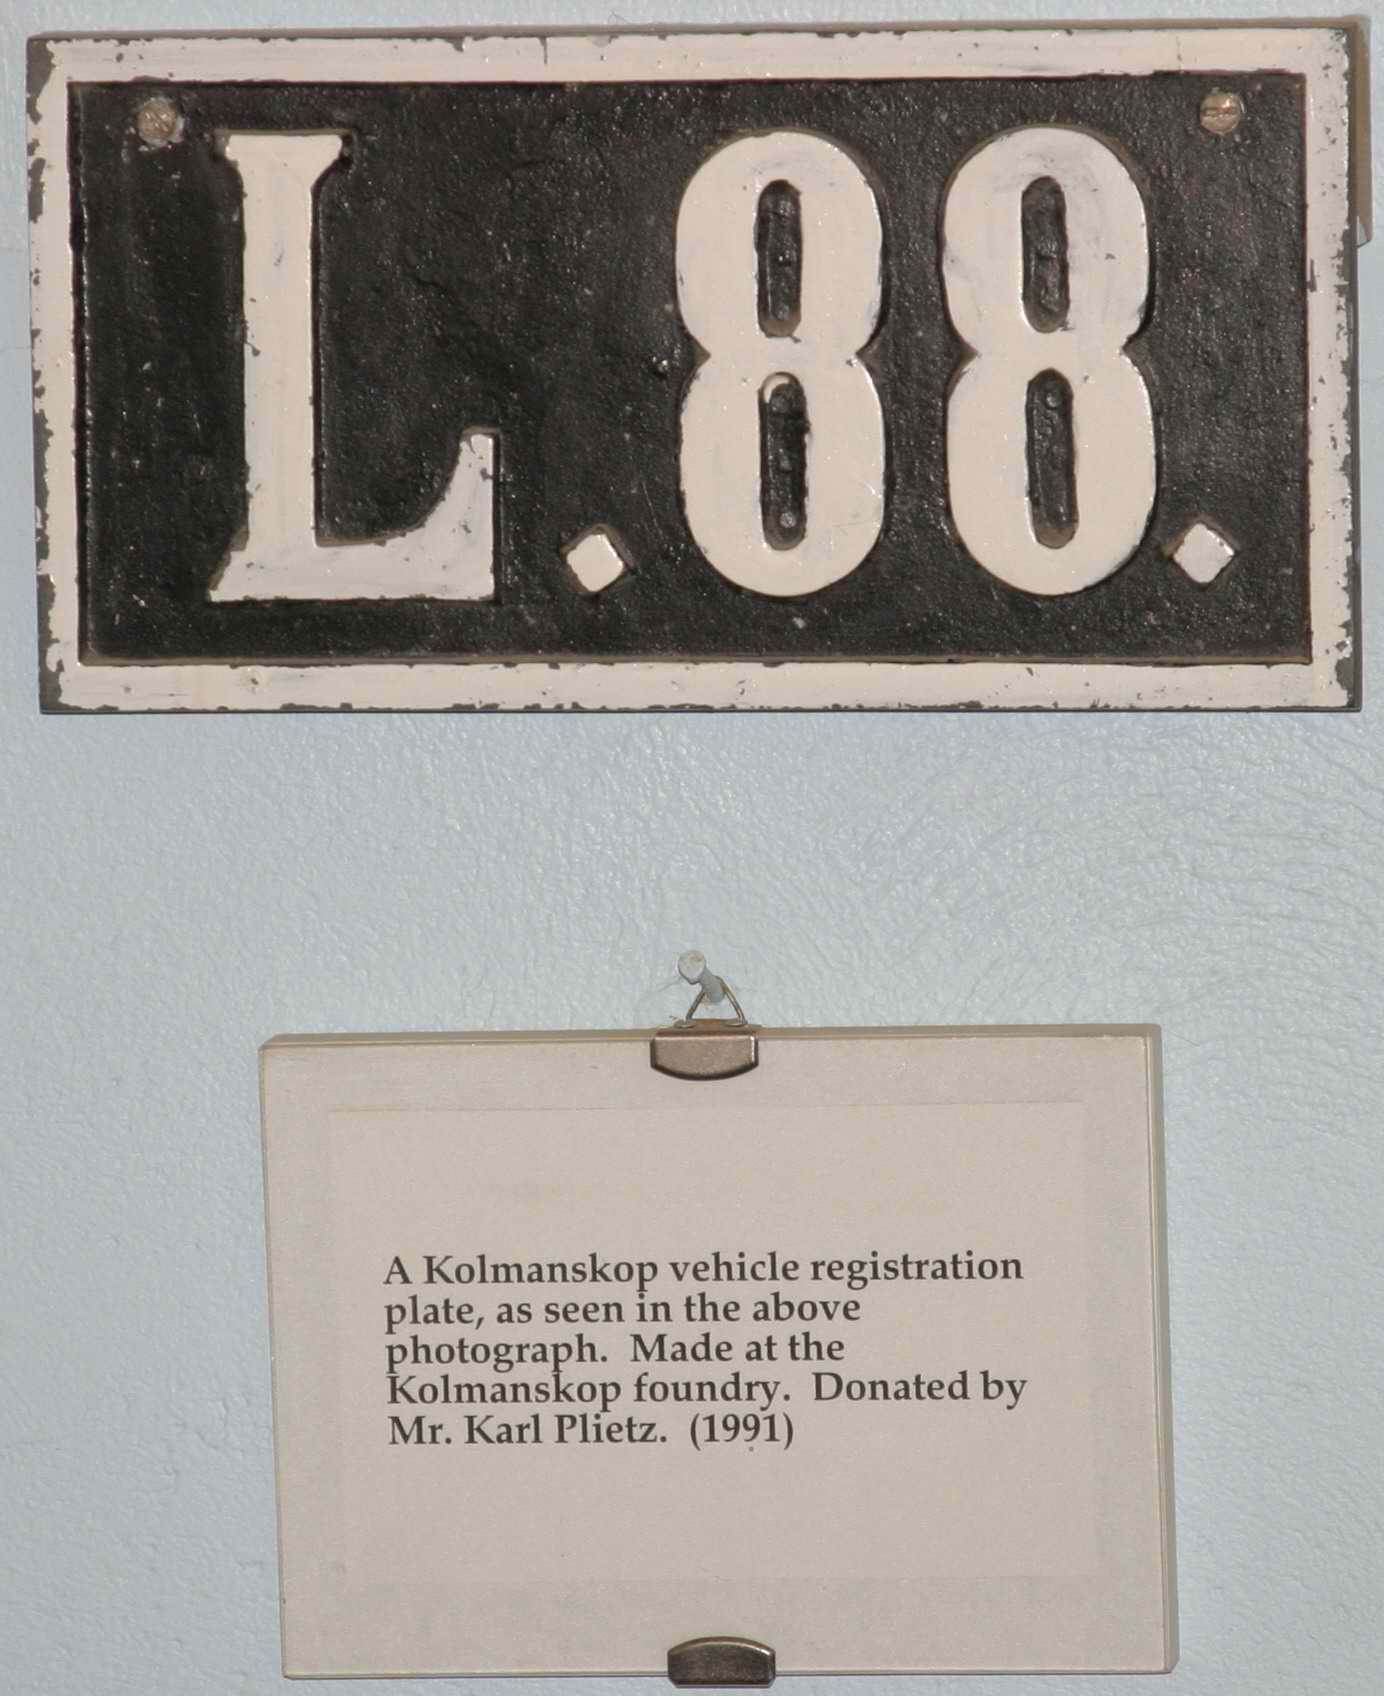 L.88.
A Kolmanskop vehicle registration
plate, as seen in the above
photograph.  Made at the
Kolmanskop foundry.  Donated by
Mr. Karl Plietz.  (1991)